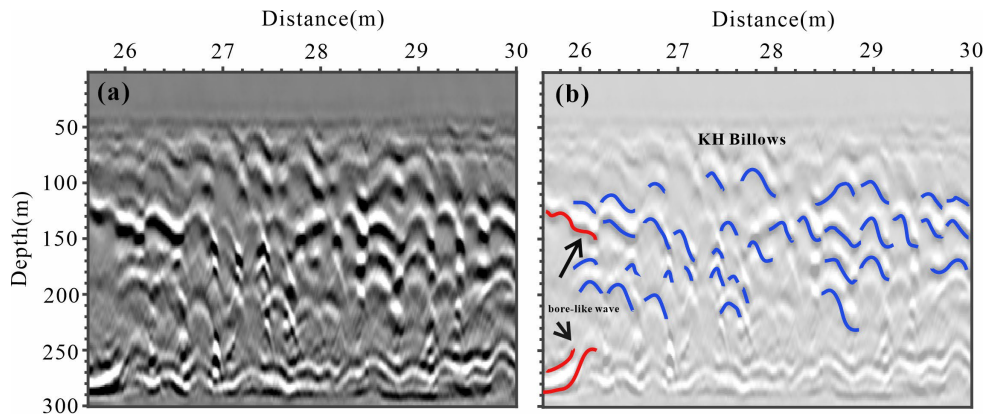 Distance(m)
Distance(m)
26 27 28 29 30
26 27 28 29 30
(a)
(b)
Depth(m)
50
100
150
200
250
300
KH Billows
bore-like wave